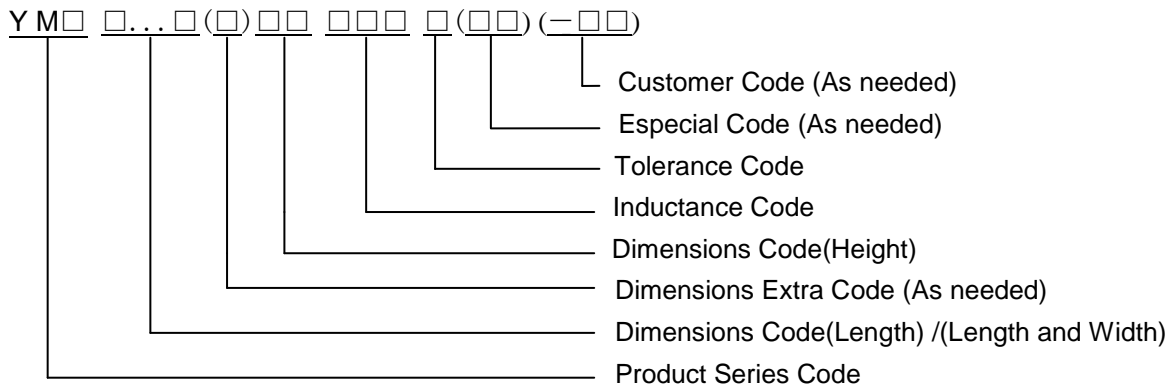 YM□ □...□(□)□□ □□□ □(□□)(－□□)
Customer Code (As needed)
Especial Code (As needed)
Tolerance Code
Inductance Code
Dimensions Code(Height)
Dimensions Extra Code (As needed)
Dimensions Code(Length) /(Length and Width)
Product Series Code